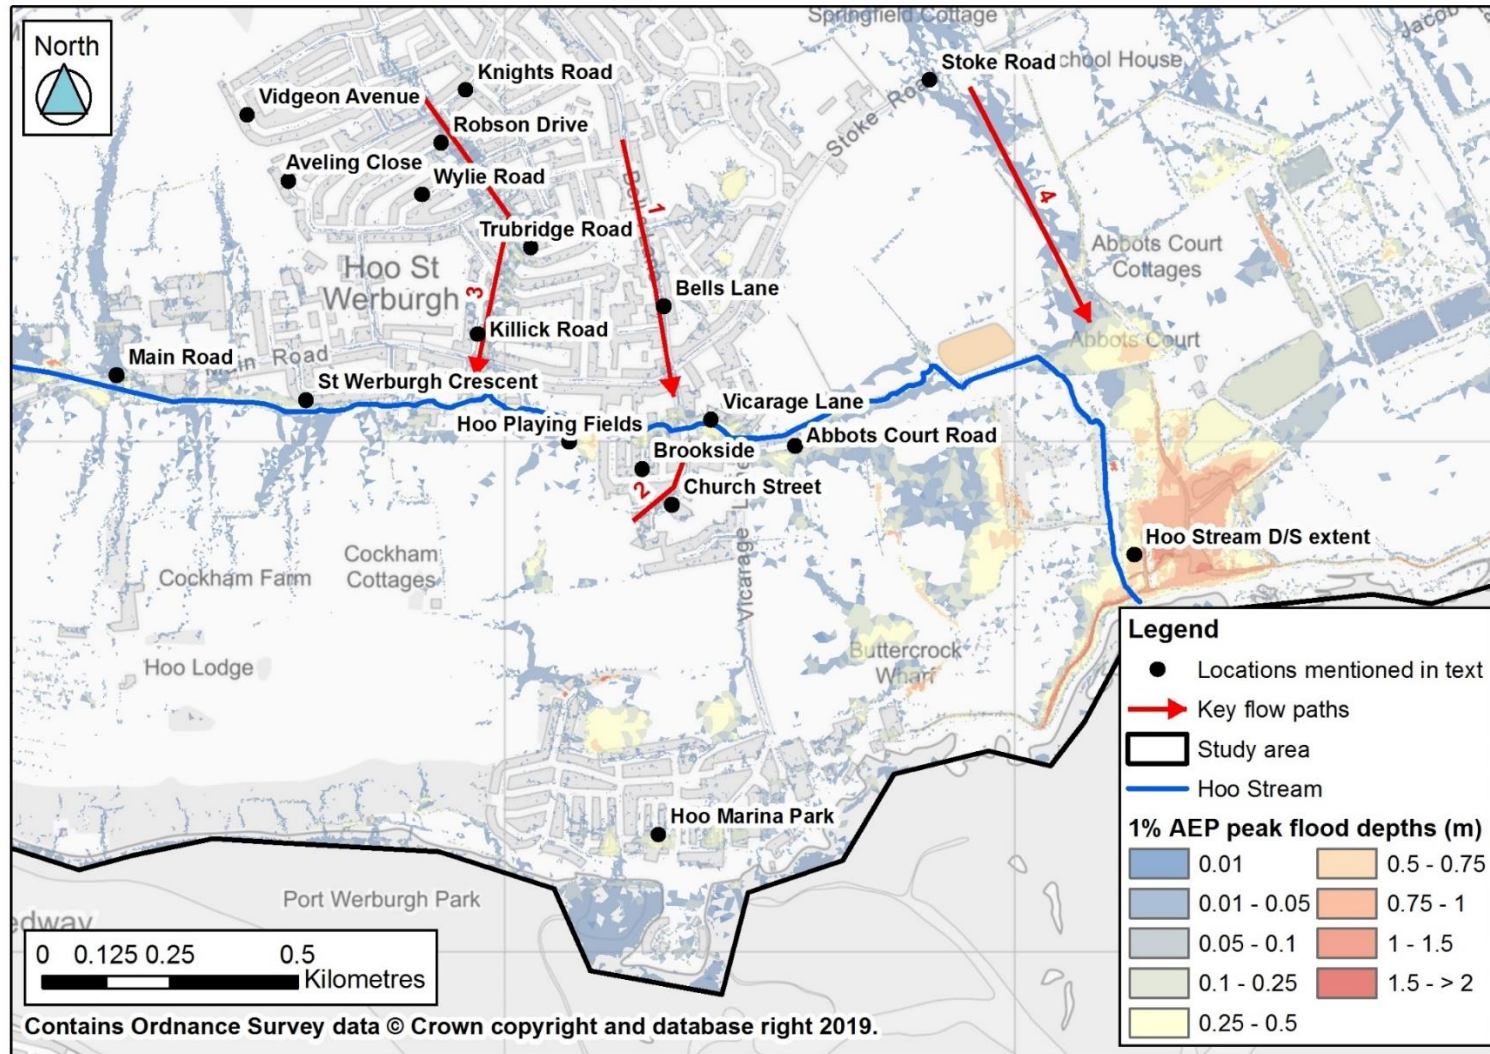 Springfield Cottage
Jacob
North
Knights Road
Stoke Road
chool House
Vidgeon Avenue
Robson Drive
Stoke Road
Aveling Close
Wylie Road
1
4
Trubridge Road
Abbots Court
Cottages
Hoo St
Werburgh
Bells Lane
3
Killick Road
Main Road
Main Road
Abbots Court
St Werburgh Crescent
Vicarage Lane
Hoo Playing Fields
Abbots Court Road
Brookside
2
Church Street
Hoo Stream D/S extent
Cockham
Cottages
Cockham Farm
Vicarage
Hoo Lodge
Buttercrock
Wharf
Hoo Marina Park
Port Werburgh Park
edway
Legend
Locations mentioned in text
Key flow paths
Study area
Hoo Stream
1% AEP peak flood depths (m)
0.01
0.5 - 0.75
0.01 - 0.05
0.75 - 1
0.05 - 0.1
1 - 1.5
0.1 - 0.25
1.5 - > 2
0.25 - 0.5
0 0.125 0.25 0.5
Kilometres
Contains Ordnance Survey data © Crown copyright and database right 2019.